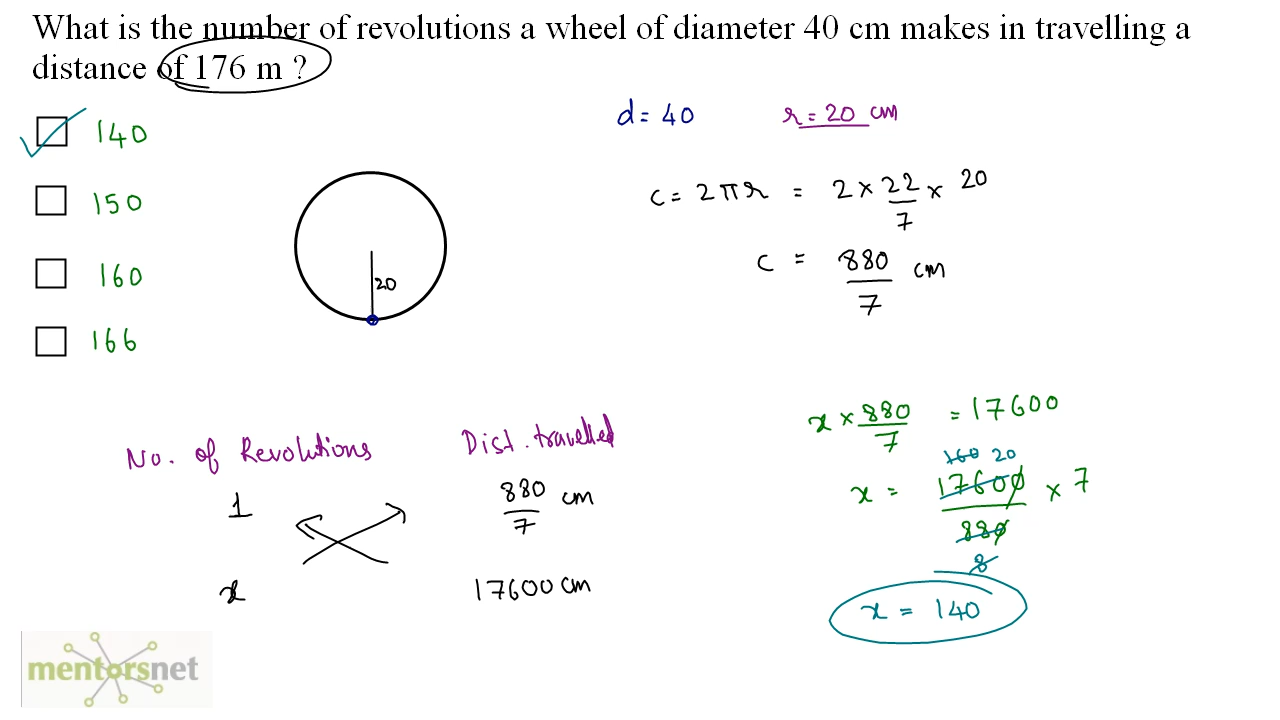 What is the number of revolutions a wheel of diameter 40 cm makes in travelling a
distance of 176 m ?
140
150
160
166
20
d = 40
r = 20 cm
c = 2πr = 2 × 22/7 × 20
c = 880/7 cm
No. of Revolutions Dist. travelled
1 880/7 cm
x 17600 cm
x × 880/7 = 17600
160 20
x = 17600/880 × 7
8
x = 140
mentorsnet